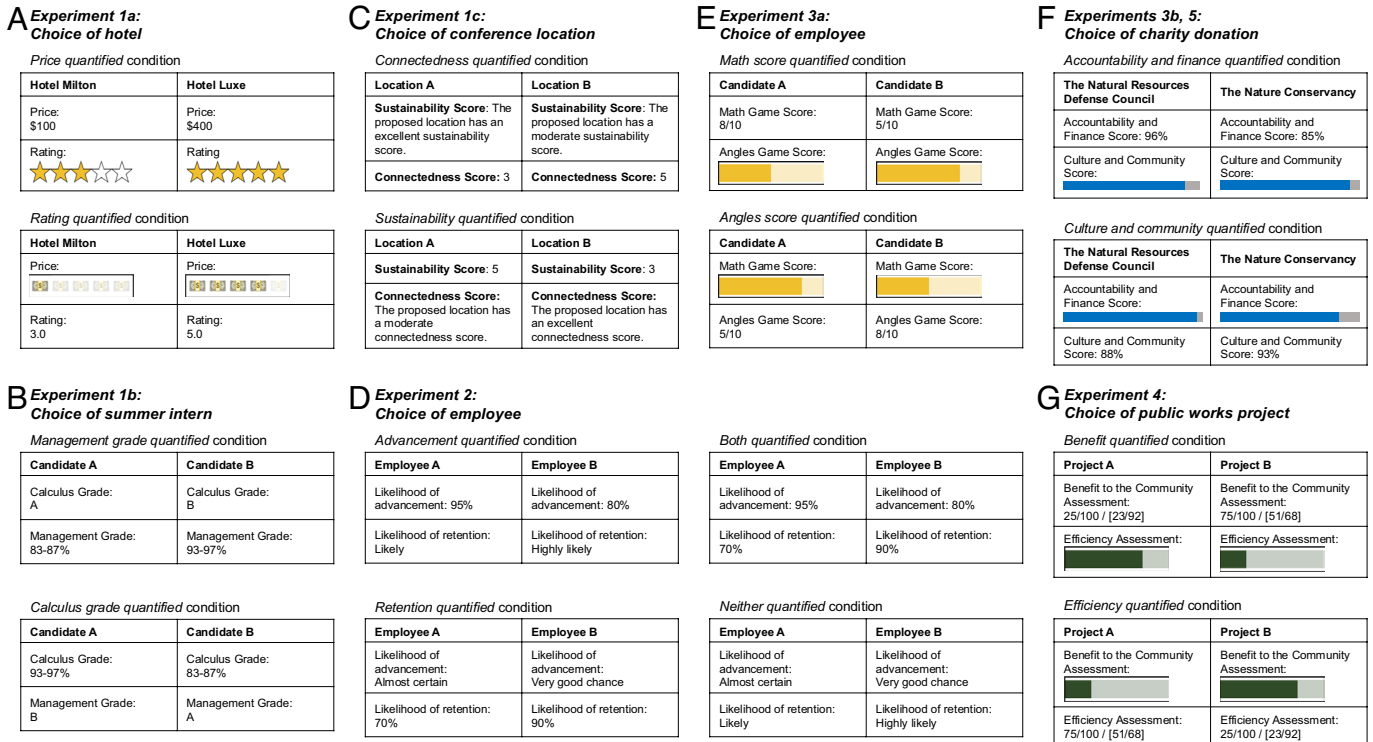 A Experiment 1a:
Choice of hotel
Price quantified condition
Hotel Milton
Hotel Luxe
Price:
$100
Price:
$400
Rating:
Rating
Rating quantified condition
Hotel Milton
Hotel Luxe
Price:
Price:
Rating:
3.0
Rating:
5.0
B Experiment 1b:
Choice of summer intern
Management grade quantified condition
Candidate A
Candidate B
Calculus Grade:
A
Calculus Grade:
B
Management Grade:
83-87%
Management Grade:
93-97%
Calculus grade quantified condition
Candidate A
Candidate B
Calculus Grade:
93-97%
Calculus Grade:
83-87%
Management Grade:
B
Management Grade:
A
C Experiment 1c:
Choice of conference location
Connectedness quantified condition
Location A
Location B
Sustainability Score: The
proposed location has an
excellent sustainability
score.
Sustainability Score: The
proposed location has a
moderate sustainability
score.
Connectedness Score: 3
Connectedness Score: 5
Sustainability quantified condition
Location A
Location B
Sustainability Score: 5
Sustainability Score: 3
Connectedness Score:
The proposed location has
a moderate
connectedness score.
Connectedness Score:
The proposed location has
an excellent
connectedness score.
D Experiment 2:
Choice of employee
Advancement quantified condition
Employee A
Employee B
Likelihood of
advancement: 95%
Likelihood of
advancement: 80%
Likelihood of retention:
Likely
Likelihood of retention:
Highly likely
Retention quantified condition
Employee A
Employee B
Likelihood of
advancement:
Almost certain
Likelihood of
advancement:
Very good chance
Likelihood of retention:
70%
Likelihood of retention:
90%
Both quantified condition
Employee A
Employee B
Likelihood of
advancement: 95%
Likelihood of
advancement: 80%
Likelihood of retention:
70%
Likelihood of retention:
90%
Neither quantified condition
Employee A
Employee B
Likelihood of
advancement:
Almost certain
Likelihood of
advancement:
Very good chance
Likelihood of retention:
Likely
Likelihood of retention:
Highly likely
E Experiment 3a:
Choice of employee
Math score quantified condition
Candidate A
Candidate B
Math Game Score:
8/10
Math Game Score:
5/10
Angles Game Score:
Angles Game Score:
Angles score quantified condition
Candidate A
Candidate B
Math Game Score:
Math Game Score:
Angles Game Score:
5/10
Angles Game Score:
8/10
F Experiments 3b, 5:
Choice of charity donation
Accountability and finance quantified condition
The Natural Resources
Defense Council
The Nature Conservancy
Accountability and
Finance Score: 96%
Accountability and
Finance Score: 85%
Culture and Community
Score:
Culture and Community
Score:
Culture and community quantified condition
The Natural Resources
Defense Council
The Nature Conservancy
Accountability and
Finance Score:
Accountability and
Finance Score:
Culture and Community
Score: 88%
Culture and Community
Score: 93%
G Experiment 4:
Choice of public works project
Benefit quantified condition
Project A
Project B
Benefit to the Community
Assessment:
25/100 / [23/92]
Benefit to the Community
Assessment:
75/100 / [51/68]
Efficiency Assessment:
Efficiency Assessment:
Efficiency quantified condition
Project A
Project B
Benefit to the Community
Assessment:
Benefit to the Community
Assessment:
Efficiency Assessment:
75/100 / [51/68]
Efficiency Assessment:
25/100 / [23/92]